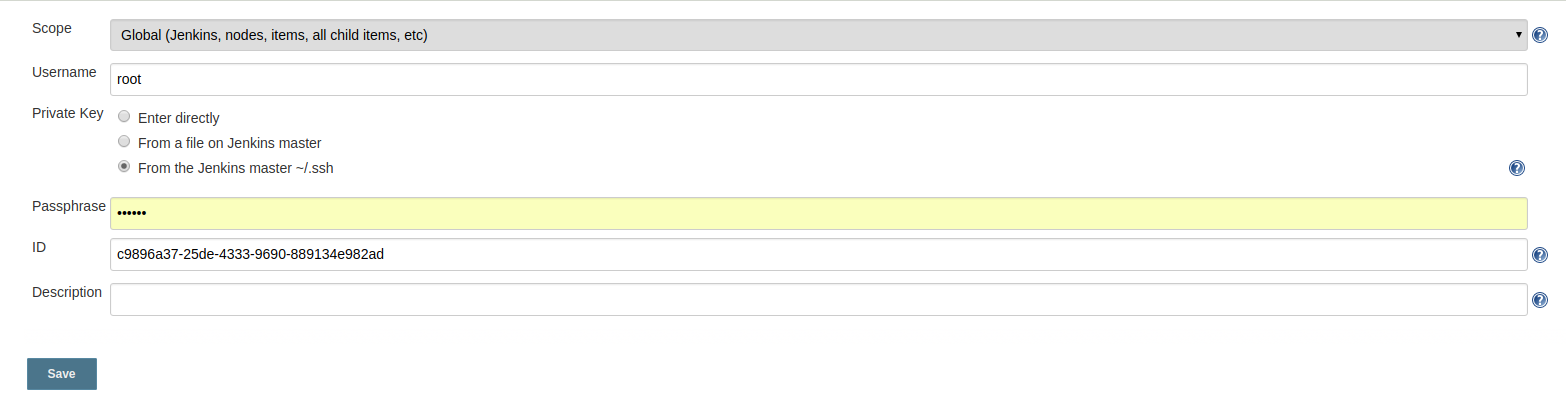 Scope
Global (Jenkins, nodes, items, all child items, etc)
Username
root
Private Key
Enter directly
From a file on Jenkins master
From the Jenkins master ~/.ssh
Passphrase
••••••
ID
c9896a37-25de-4333-9690-889134e982ad
Description
Save